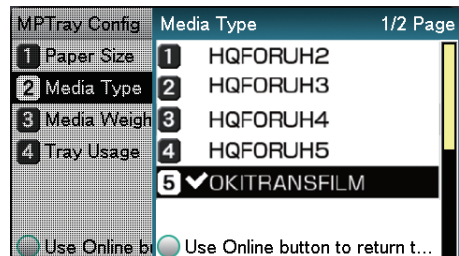 MPTray Config
1 Paper Size
2 Media Type
3 Media Weigh
4 Tray Usage
Use Online b
Media Type 1/2 Page
1 HQFORUH2
2 HQFORUH3
3 HQFORUH4
4 HQFORUH5
5 ✔OKITRANSFILM
Use Online button to return t...